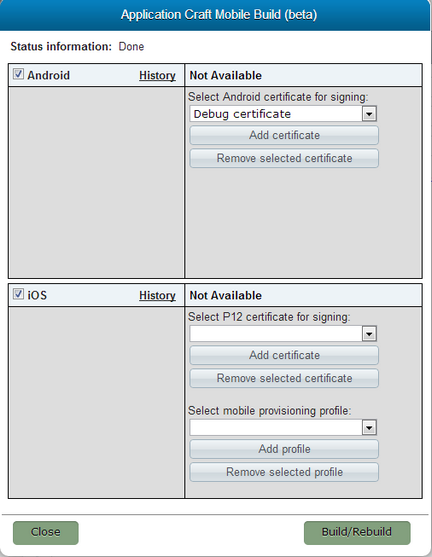 Application Craft Mobile Build (beta)
Status information: Done
Android History Not Available
Select Android certificate for signing:
Debug certificate
Add certificate
Remove selected certificate
iOS History Not Available
Select P12 certificate for signing:
Add certificate
Remove selected certificate
Select mobile provisioning profile:
Add profile
Remove selected profile
Close Build/Rebuild